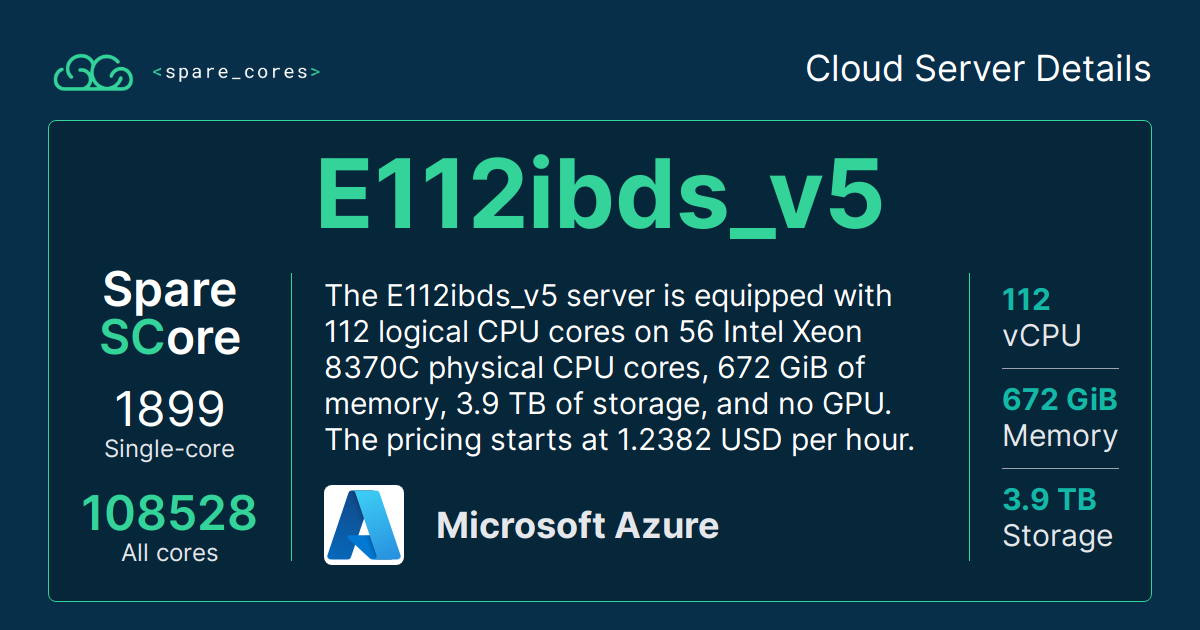 <spare_cores>
Cloud Server Details
E112ibds_v5
Spare
SCore
1899
Single-core
108528
All cores
The E112ibds_v5 server is equipped with
112 logical CPU cores on 56 Intel Xeon
8370C physical CPU cores, 672 GiB of
memory, 3.9 TB of storage, and no GPU.
The pricing starts at 1.2382 USD per hour.
Microsoft Azure
112
vCPU
672 GiB
Memory
3.9 TB
Storage